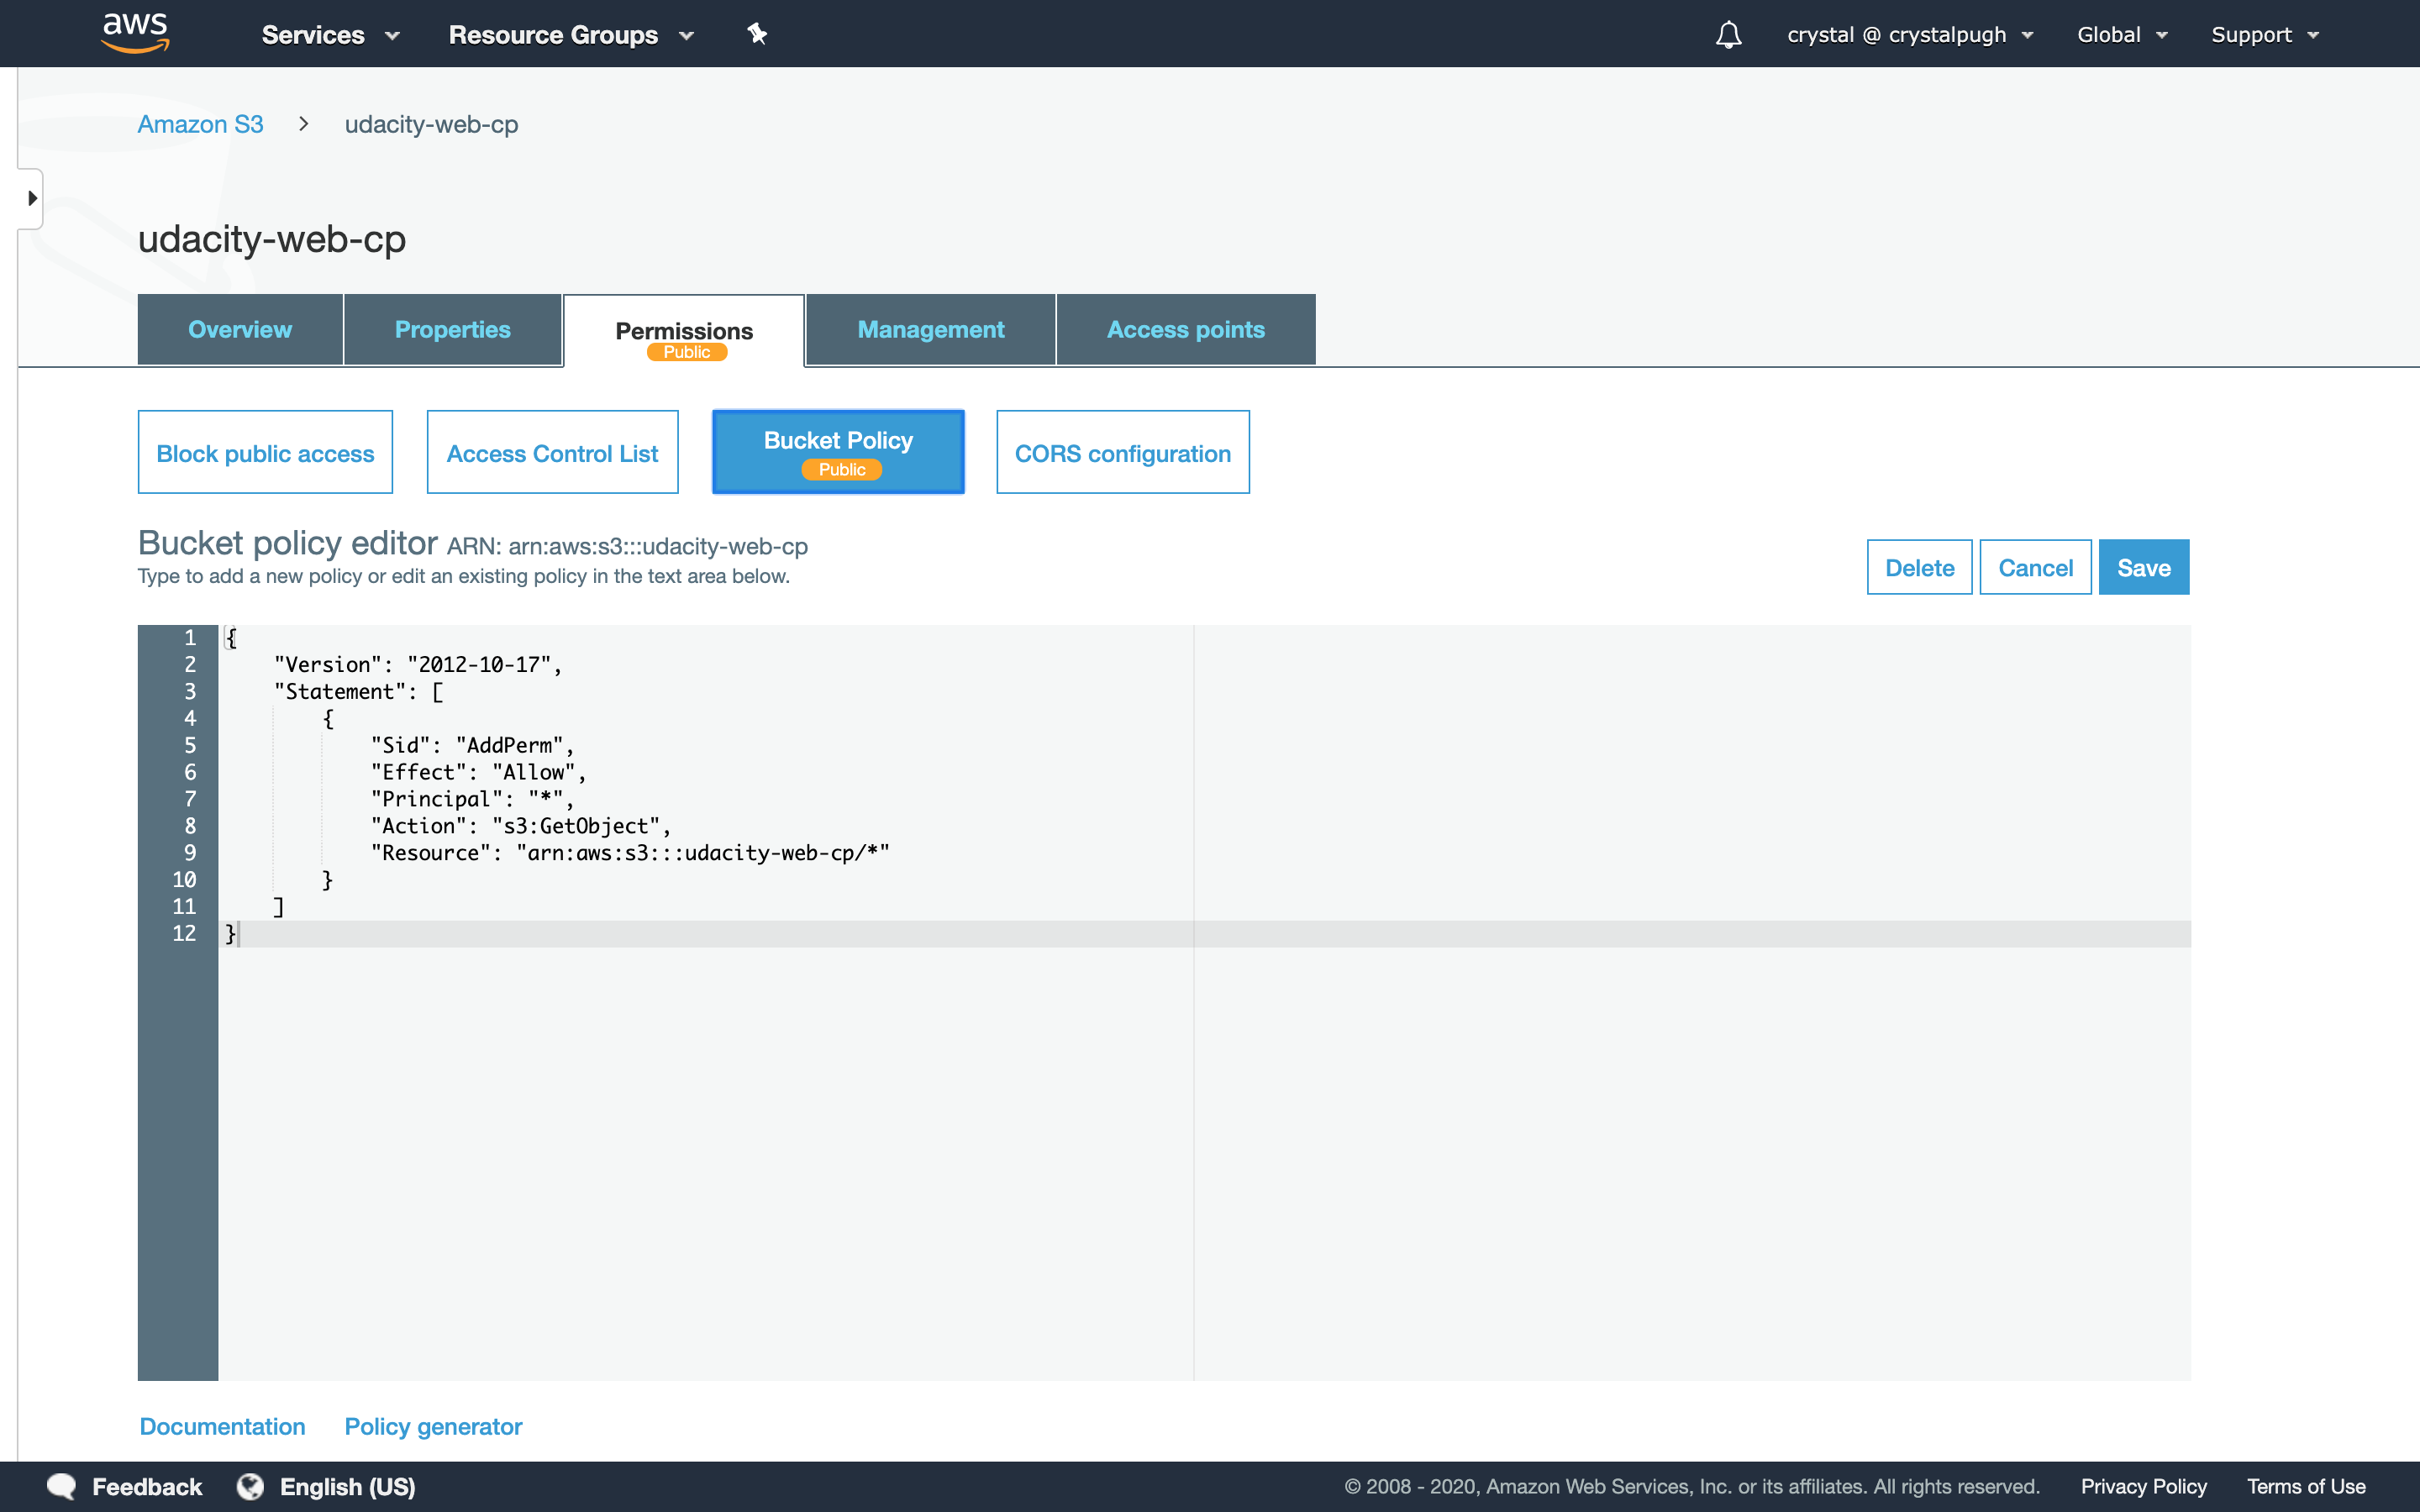 aws Services Resource Groups crystal @ crystalpugh Global Support
Amazon S3 > udacity-web-cp
udacity-web-cp
Overview Properties Permissions Management Access points
Public
Block public access Access Control List Bucket Policy CORS configuration
Public
Bucket policy editor ARN: arn:aws:s3:::udacity-web-cp
Type to add a new policy or edit an existing policy in the text area below.
Delete Cancel Save
1 {
2     "Version": "2012-10-17",
3     "Statement": [
4         {
5             "Sid": "AddPerm",
6             "Effect": "Allow",
7             "Principal": "*",
8             "Action": "s3:GetObject",
9             "Resource": "arn:aws:s3:::udacity-web-cp/*"
10         }
11     ]
12 }
Documentation Policy generator
Feedback English (US) © 2008 - 2020, Amazon Web Services, Inc. or its affiliates. All rights reserved. Privacy Policy Terms of Use